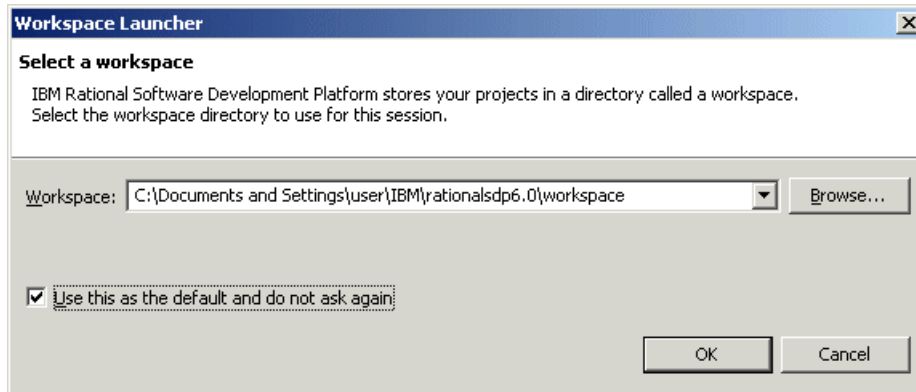 Workspace Launcher
Select a workspace
IBM Rational Software Development Platform stores your projects in a directory called a workspace.
Select the workspace directory to use for this session.
Workspace: C:\Documents and Settings\user\IBM\rationalsdp6.0\workspace Browse...
Use this as the default and do not ask again
OK Cancel